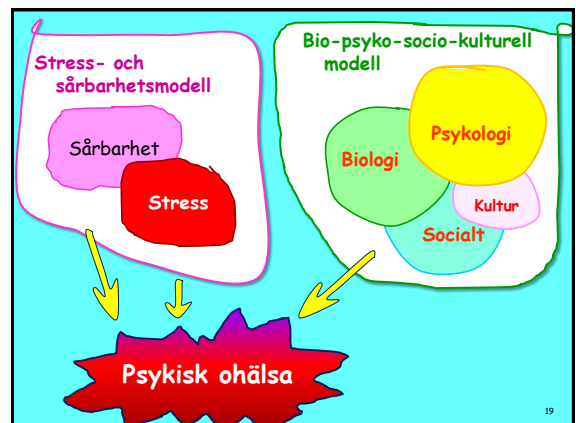 Stress- och
sårbarhetsmodell
Sårbarhet
Stress
Bio-psyko-socio-kulturell
modell
Psykologi
Biologi
Kultur
Socialt
Psykisk ohälsa
19